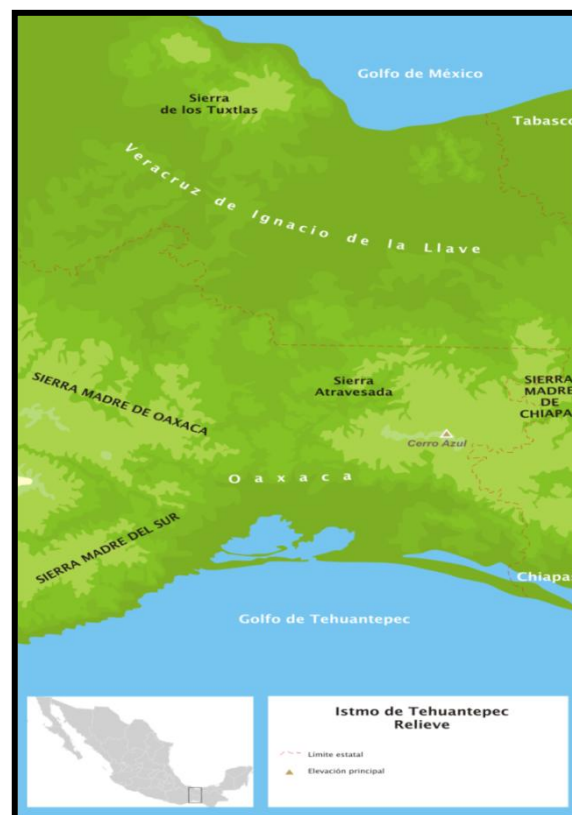 Golfo de México
Sierra
de los Tuxtlas
Tabasco
Veracruz de Ignacio de la Llave
SIERRA MADRE DE OAXACA
Sierra
Atravesada
SIERRA
MADRE
DE
CHIAPA
Cerro Azul
Oaxaca
SIERRA MADRE DEL SUR
Chiapa
Golfo de Tehuantepec
Istmo de Tehuantepec
Relieve
Límite estatal
Elevación principal